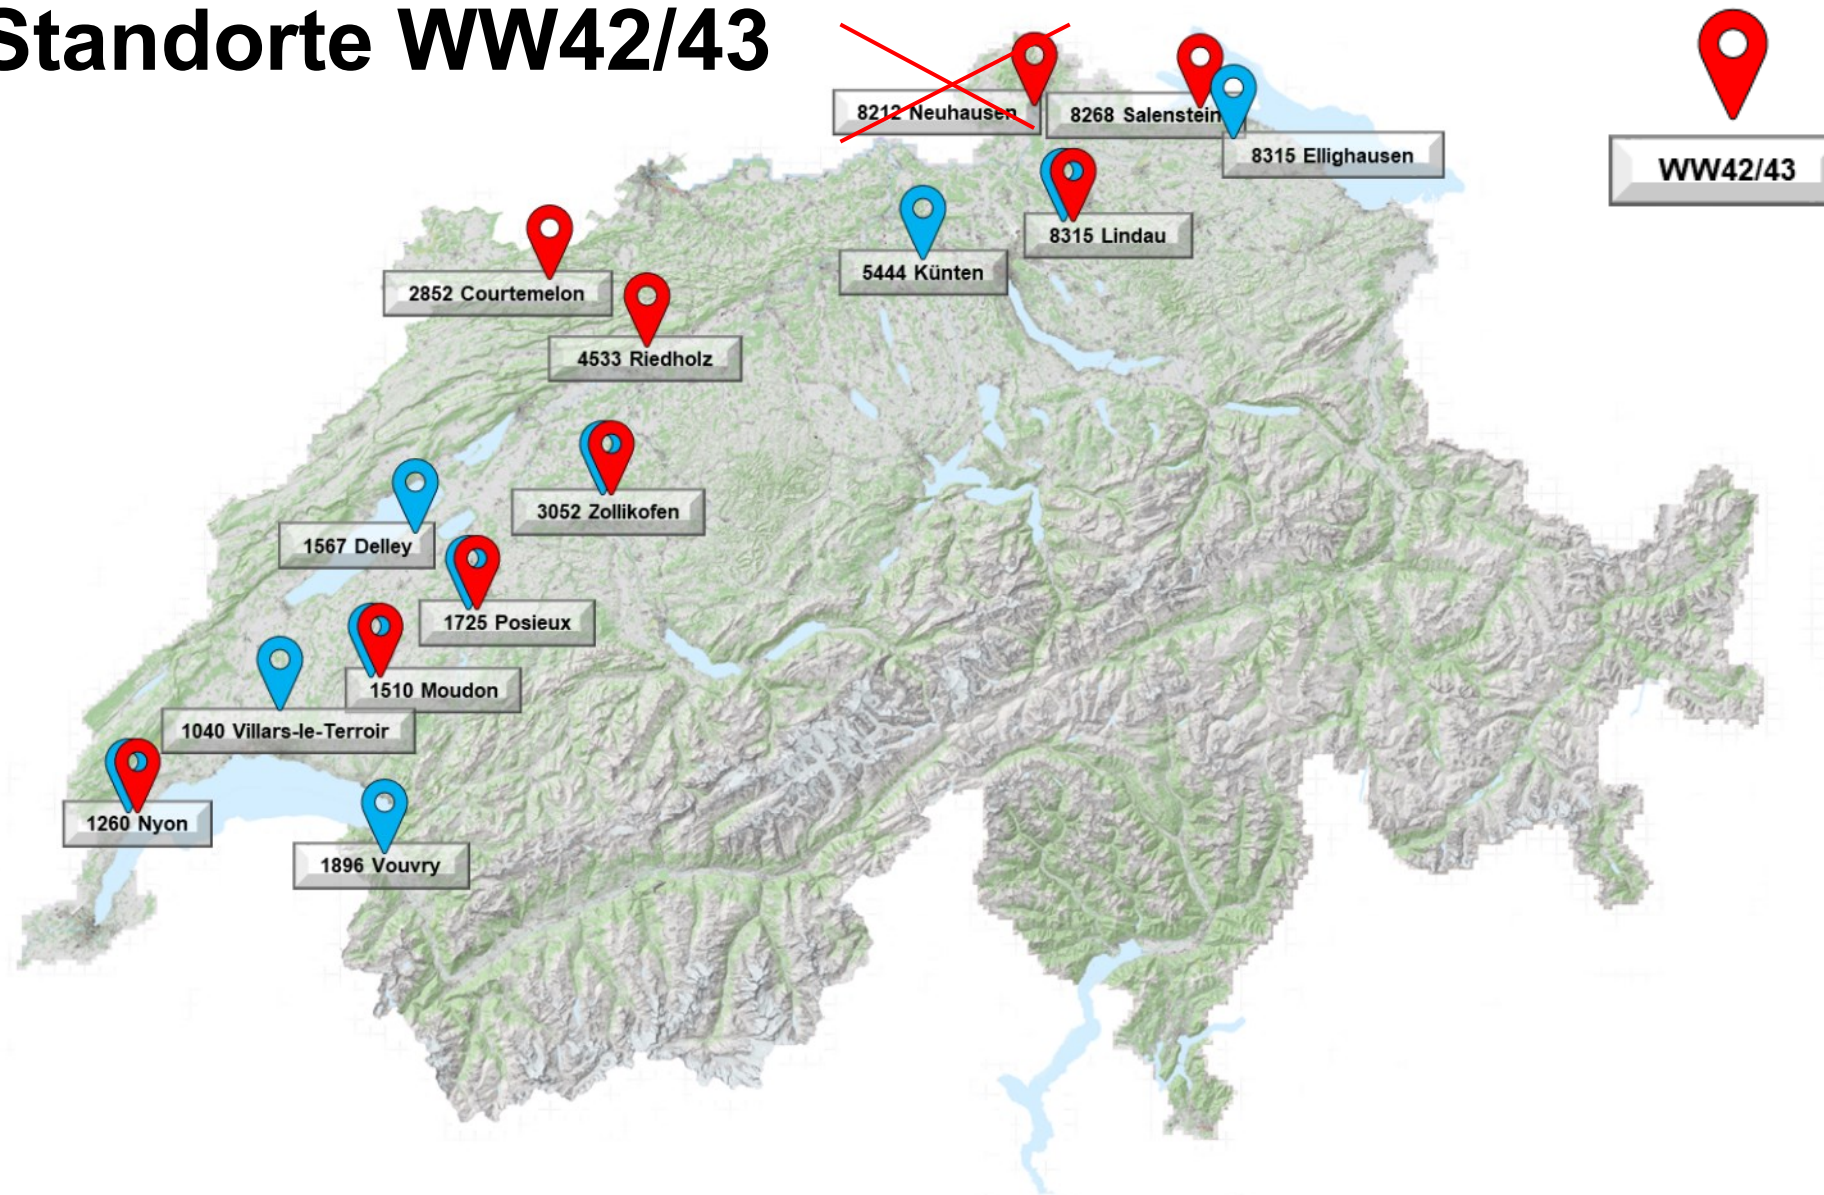 Standorte WW42/43
8212 Neuhausen
8268 Salenstein
8315 Ellighausen
WW42/43
8315 Lindau
5444 Künten
2852 Courtemelon
4533 Riedholz
3052 Zollikofen
1567 Delley
1725 Posieux
1510 Moudon
1040 Villars-le-Terroir
1260 Nyon
1896 Vouvry